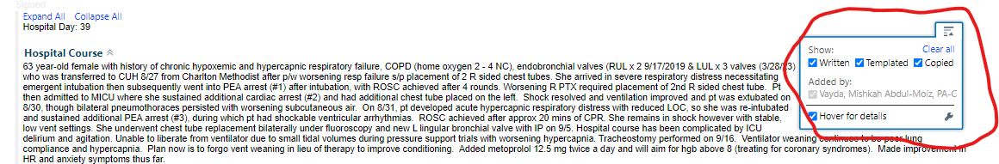 Signed
Expand All Collapse All
Hospital Day: 39
Hospital Course
63 year-old female with history of chronic hypoxemic and hypercapnic respiratory failure, COPD (home oxygen 2 - 4 NC), endobronchial valves (RUL x 2 9/17/2019 & LUL x 3 valves (3/28/23)
who was transferred to CUH 8/27 from Charlton Methodist after p/w worsening resp failure s/p placement of 2 R sided chest tubes. She arrived in severe respiratory distress necessitating
emergent intubation then subsequently went into PEA arrest (#1) after intubation, with ROSC achieved after 4 rounds. Worsening R PTX required placement of 2nd R sided chest tube. Pt
then admitted to MICU where she sustained additional cardiac arrest (#2) and had additional chest tube placed on the left. Shock resolved and ventilation improved and pt was extubated on
8/30, though bilateral pneumothoraces persisted with worsening subcutaneous air. On 8/31, pt developed acute hypercapneic respiratory distress with reduced LOC, so she was re-intubated
and sustained additional PEA arrest (#3), during which pt had shockable ventricular arrhythmias. ROSC achieved after approx 20 mins of CPR. She remains in shock however with stable,
low vent settings. She underwent chest tube replacement bilaterally under fluoroscopy and new L lingular bronchial valve with IP on 9/5. Hospital course has been complicated by ICU
delirium and agitation. Unable to liberate from ventilator due to small tidal volumes during pressure support trials with worsening hypercapnia. Tracheostomy performed on 9/16. Ventilator weaning continues to be poor lung
compliance and hypercapnia. Plan now is to forgo vent weaning in lieu of therapy to improve conditioning. Added metoprolol 12.5 mg twice a day and will aim for hgb above 8 (treating for coronary syndromes). Made improvement in
HR and anxiety symptoms thus far.
Show: Clear all
Written Templated Copied
Added by:
Vayda, Mishkah Abdul-Moiz, PA-C
Hover for details